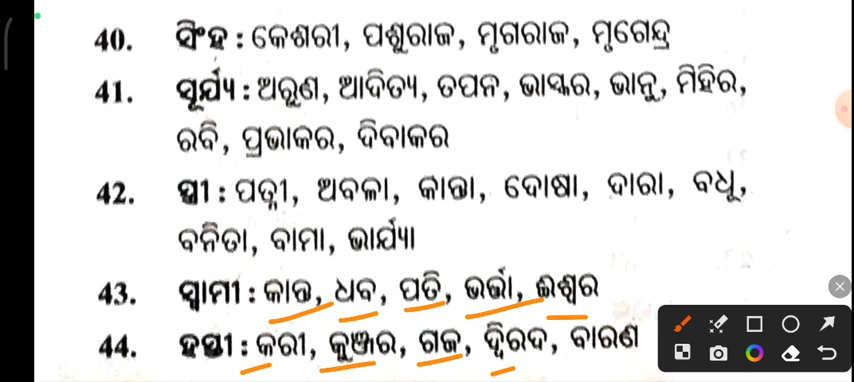 40. ସିଂହ : କେଶରୀ, ପଶୁରାଜ, ମୃଗରାଜ, ମୃଗେନ୍ଦ୍ର
41. ସୂର୍ଯ୍ୟ : ଅରୁଣ, ଆଦିତ୍ୟ, ତପନ, ଭାସ୍କର, ଭାନୁ, ମିହିର,
ରବି, ପ୍ରଭାକର, ଦିବାକର
42. ସ୍ତ୍ରୀ : ପତ୍ନୀ, ଅବଳା, କାନ୍ତା, ଦୋଷା, ଦାରା, ବଧୂ,
ବନିତା, ବାମା, ଭାର୍ଯ୍ୟା
43. ସ୍ୱାମୀ : କାନ୍ତ, ଧବ, ପତି, ଭର୍ତ୍ତା, ଈଶ୍ୱର
44. ହସ୍ତୀ : କରୀ, କୁଞ୍ଜର, ଗଜ, ଦ୍ୱିରଦ, ବାରଣ